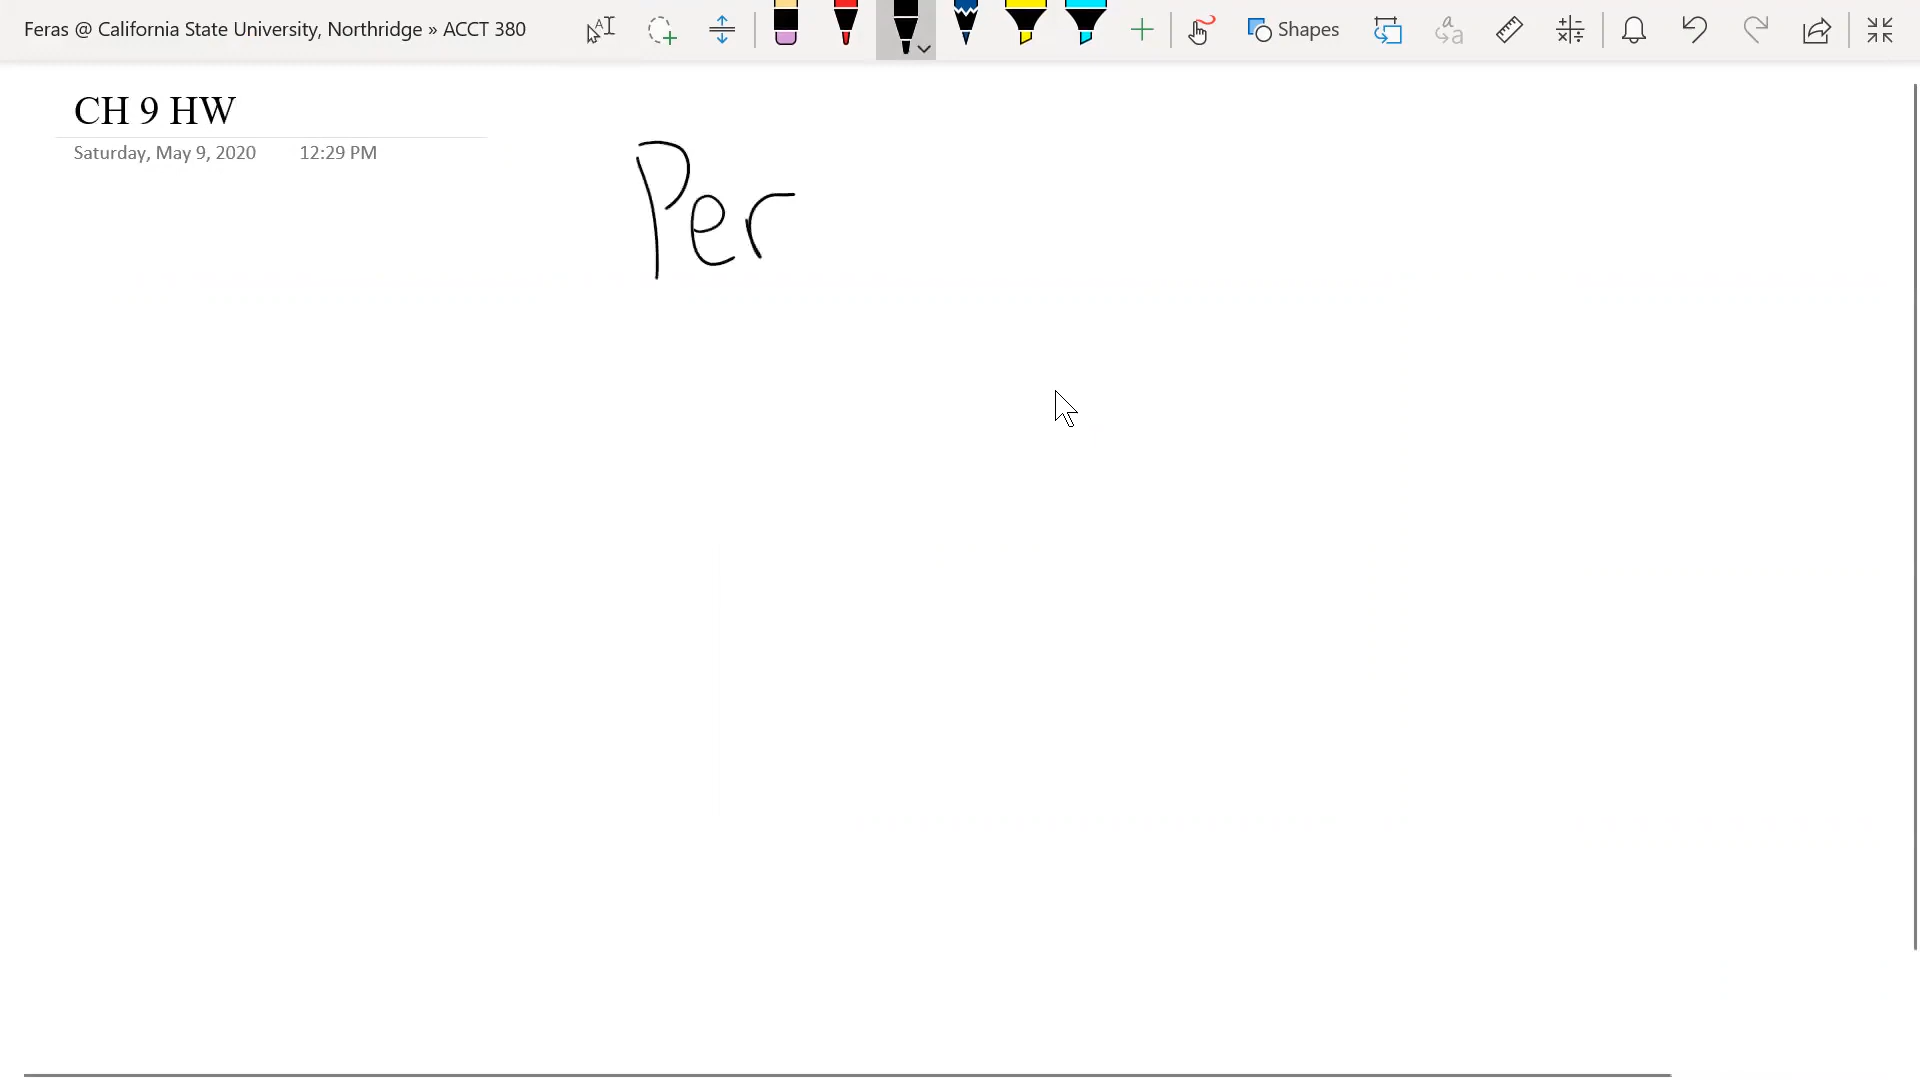 Feras @ California State University, Northridge » ACCT 380
Shapes
CH 9 HW
Saturday, May 9, 2020 12:29 PM
Per